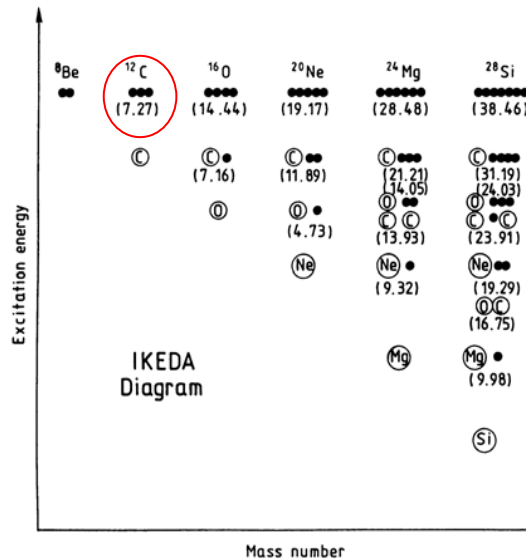 ⁸Be ¹²C ¹⁶O ²⁰Ne ²⁴Mg ²⁸Si
(7.27) (14.44) (19.17) (28.48) (38.46)
C C C C C
(7.16) (11.89) (21.21) (31.19)
(14.05) (24.03)
O O O O
C C C C
(4.73) (13.93) (23.91)
Ne Ne Ne
(9.32) (19.29)
O C
(16.75)
IKEDA
Diagram
Mg Mg
(9.98)
Si
Excitation energy
Mass number